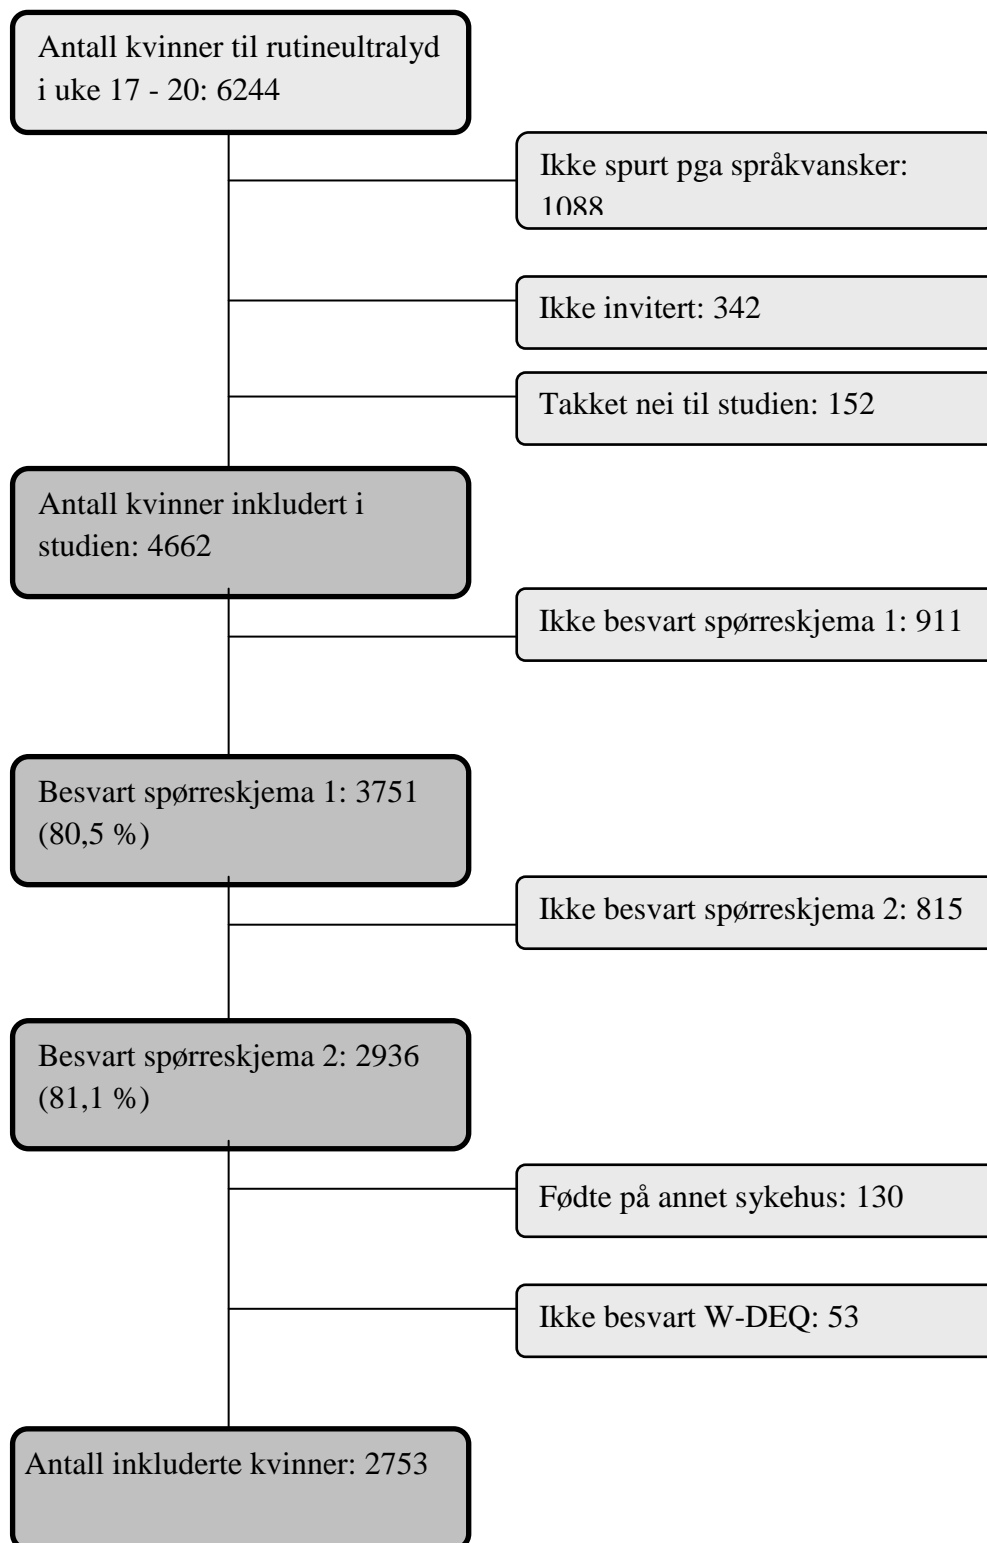 Antall kvinner til rutineultralyd
i uke 17 - 20: 6244
Ikke spurt pga språkvansker:
1088
Ikke invitert: 342
Takket nei til studien: 152
Antall kvinner inkludert i
studien: 4662
Ikke besvart spørreskjema 1: 911
Besvart spørreskjema 1: 3751
(80,5 %)
Ikke besvart spørreskjema 2: 815
Besvart spørreskjema 2: 2936
(81,1 %)
Fødte på annet sykehus: 130
Ikke besvart W-DEQ: 53
Antall inkluderte kvinner: 2753